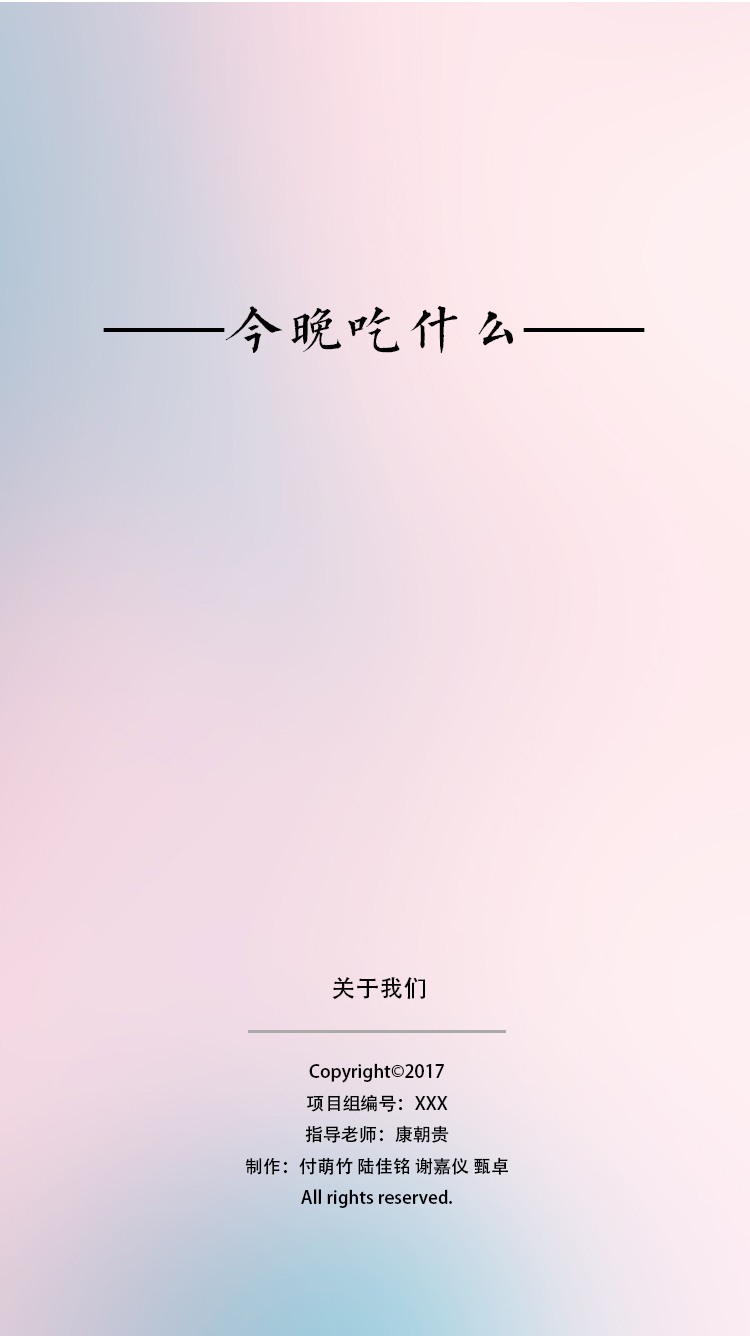 今晚吃什么
关于我们
Copyright©2017
项目组编号：XXX
指导老师：康朝贵
制作：付萌竹 陆佳铭 谢嘉仪 甄卓
All rights reserved.